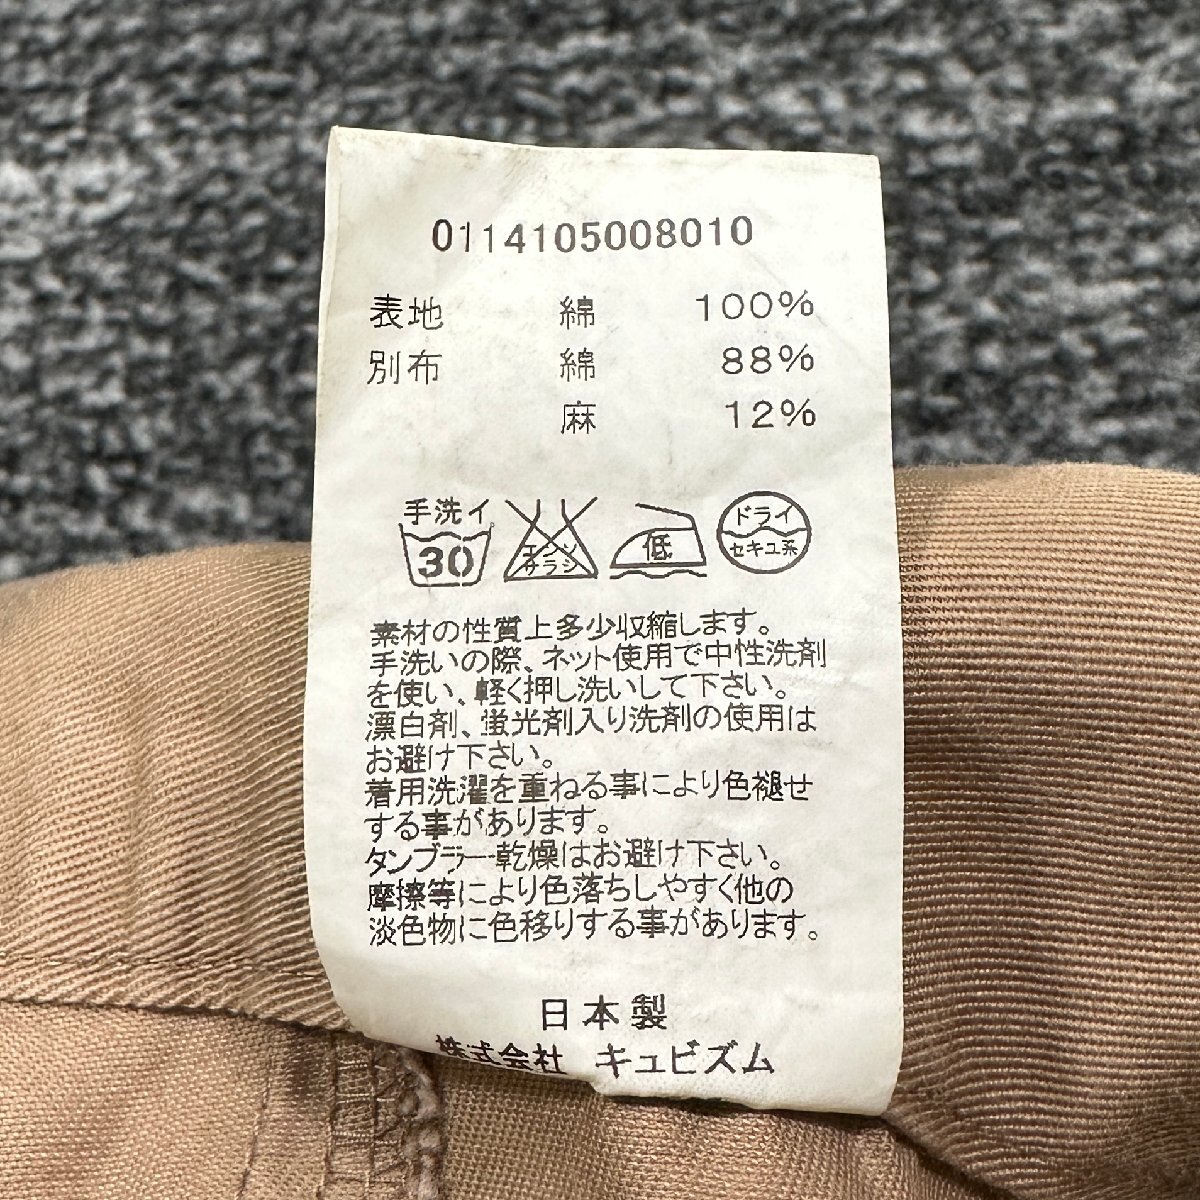 0114105008010
表地 綿 100%
別布 綿 88%
麻 12%
手洗イ 30 エンソ サラシ 低 ドライ セキユ系
素材の性質上多少収縮します。
手洗いの際、ネット使用で中性洗剤
を使い、軽く押し洗いして下さい。
漂白剤、蛍光剤入り洗剤の使用は
お避け下さい。
着用洗濯を重ねる事により色褪せ
する事があります。
タンブラー乾燥はお避け下さい。
摩擦等により色落ちしやすく他の
淡色物に色移りする事があります。
日本製
株式会社 キュビズム